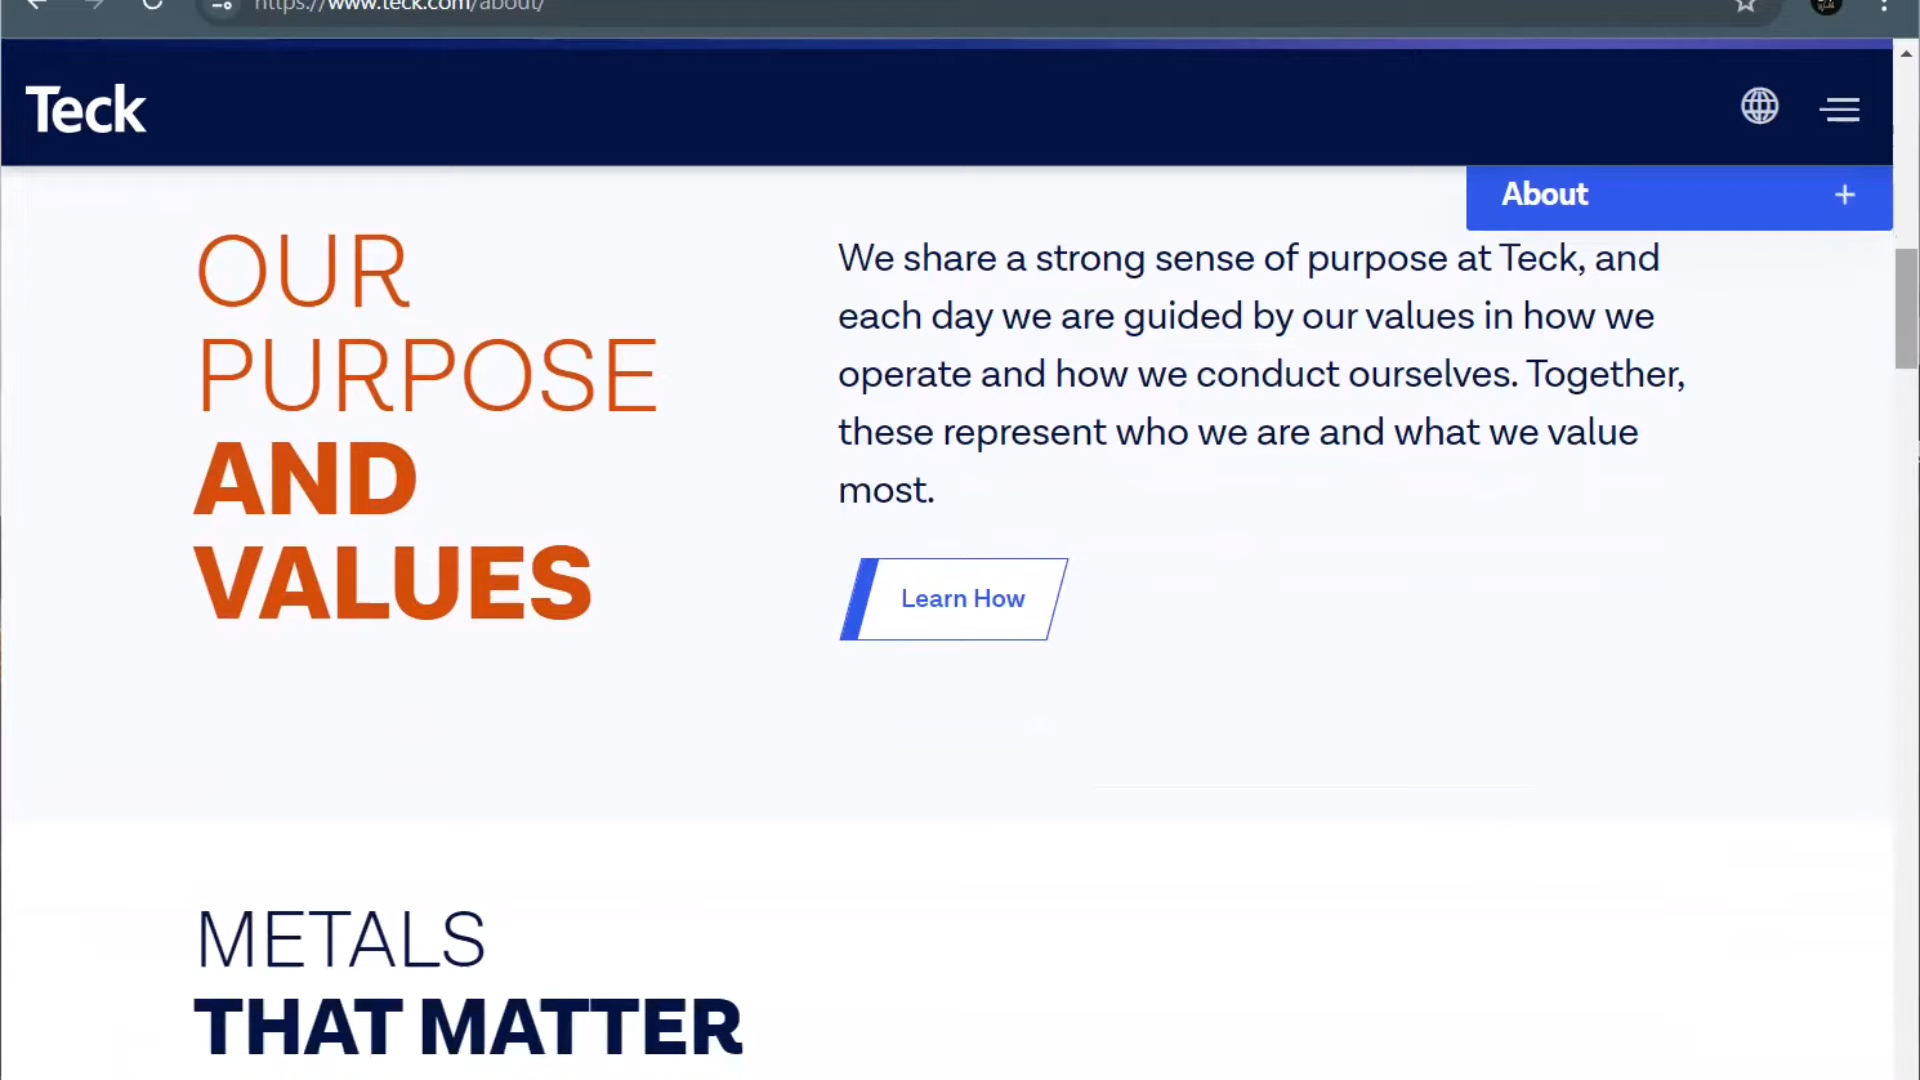 https://www.teck.com/about/
Teck
About
OUR
PURPOSE
AND
VALUES
We share a strong sense of purpose at Teck, and
each day we are guided by our values in how we
operate and how we conduct ourselves. Together,
these represent who we are and what we value
most.
Learn How
METALS
THAT MATTER